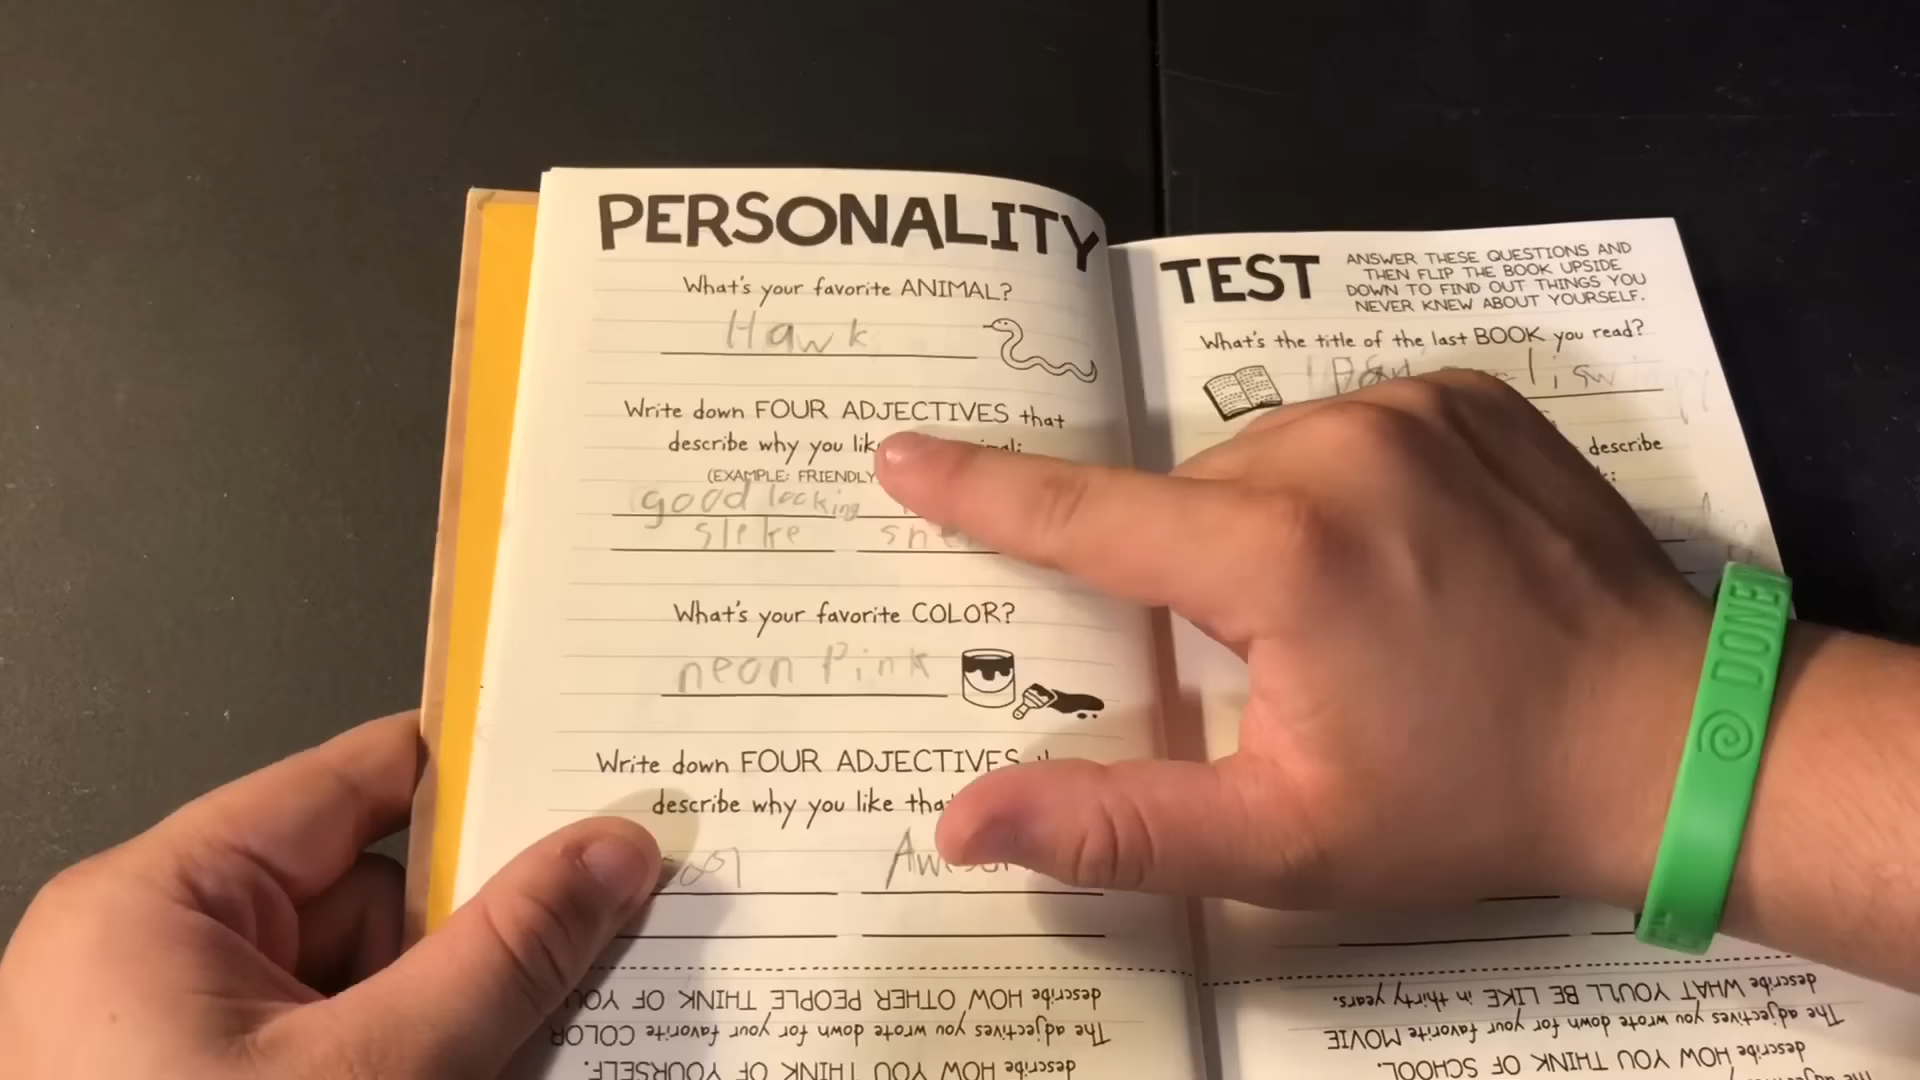 PERSONALITY
What's your favorite ANIMAL?
Hawk
Write down FOUR ADJECTIVES that
describe why you
(EXAMPLE: FRIENDLY
good looking
sleke
What's your favorite COLOR?
neon Pink
Write down FOUR ADJECTIVES
describe why you like
describe HOW OTHER PEOPLE THINK OF
The adjectives you wrote down for your favorite COLOR
describe HOW YOU THINK OF YOURSELF.
TEST
ANSWER THESE QUESTIONS AND
THEN FLIP THE BOOK UPSIDE
DOWN TO FIND OUT THINGS YOU
NEVER KNEW ABOUT YOURSELF.
What's the title of the last BOOK you read?
describe
describe WHAT YOU'LL BE LIKE in thirty years.
The adjectives you wrote down for your favorite MOVIE
describe HOW YOU THINK OF SCHOOL.
DONE